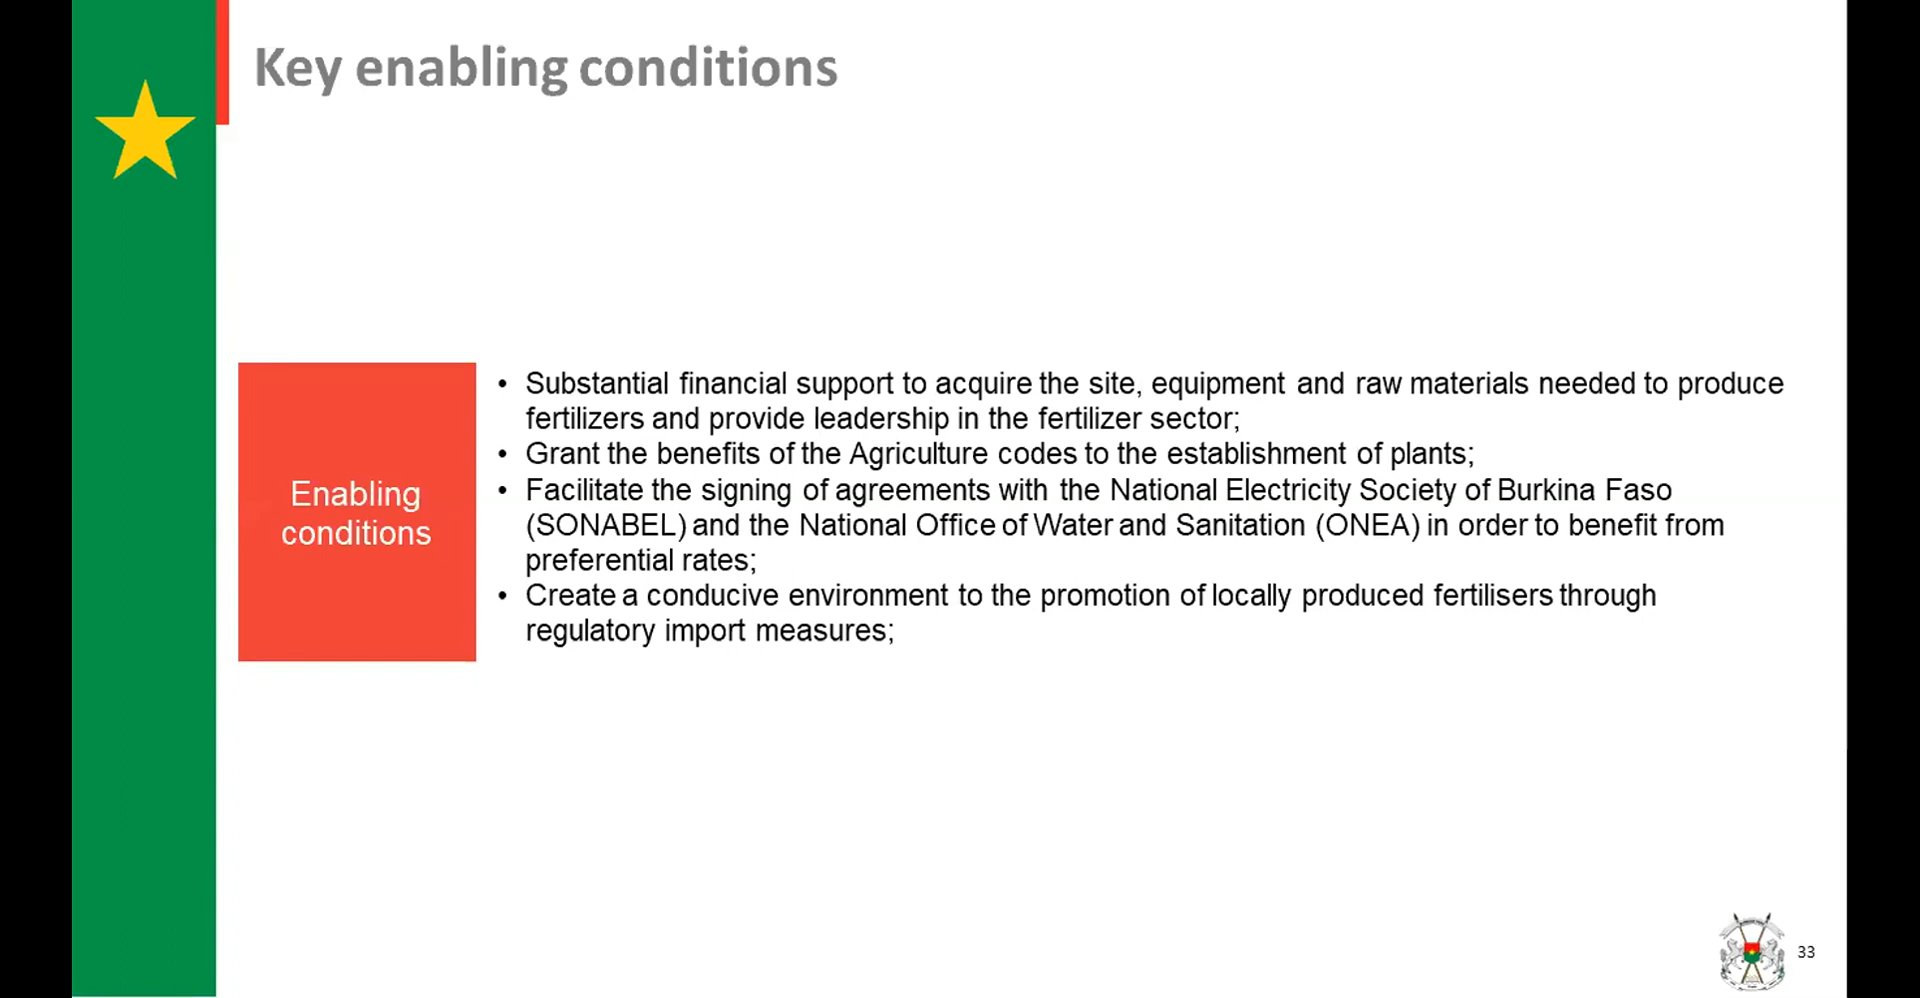 Key enabling conditions
Enabling
conditions
• Substantial financial support to acquire the site, equipment and raw materials needed to produce
fertilizers and provide leadership in the fertilizer sector;
• Grant the benefits of the Agriculture codes to the establishment of plants;
• Facilitate the signing of agreements with the National Electricity Society of Burkina Faso
(SONABEL) and the National Office of Water and Sanitation (ONEA) in order to benefit from
preferential rates;
• Create a conducive environment to the promotion of locally produced fertilisers through
regulatory import measures;
33